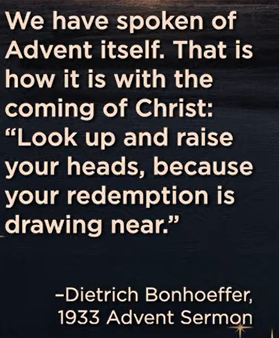 We have spoken of
Advent itself. That is
how it is with the
coming of Christ:
“Look up and raise
your heads, because
your redemption is
drawing near.”
–Dietrich Bonhoeffer,
1933 Advent Sermon